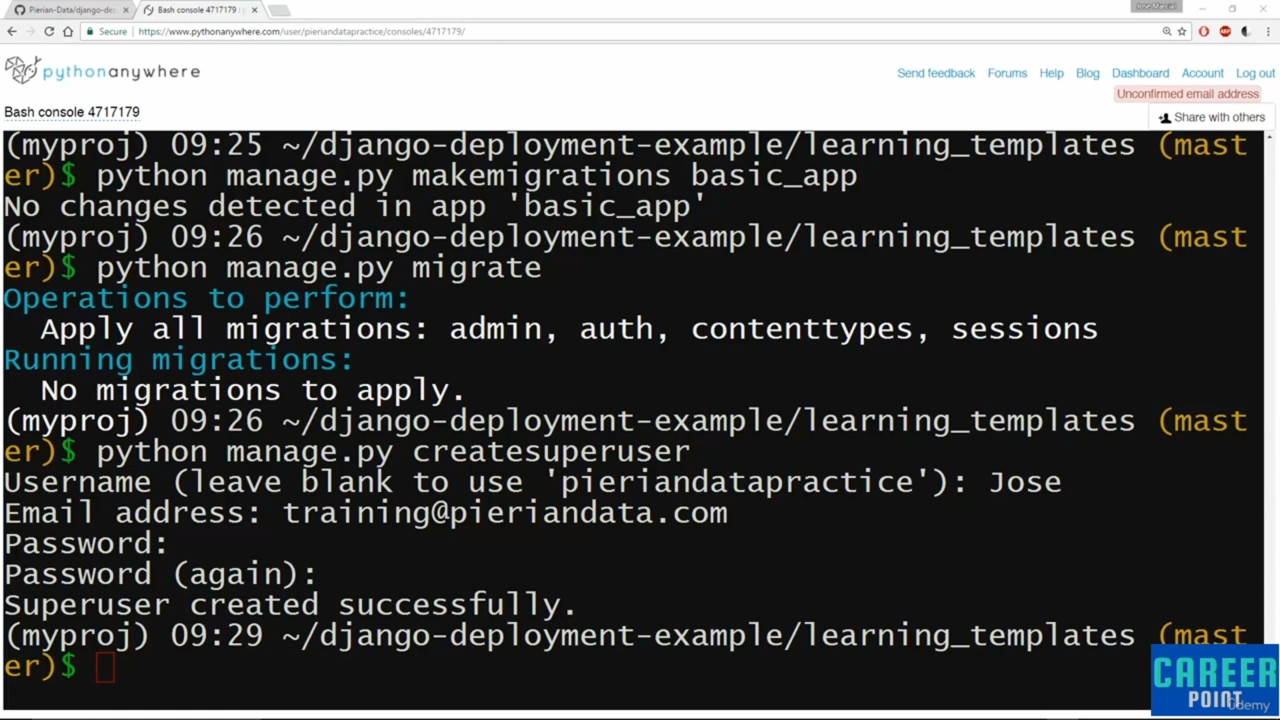 Pierian-Data/django-de
Bash console 4717179 :
Jose Marcial
Secure
https://www.pythonanywhere.com/user/pieriandatapractice/consoles/4717179/
pythonanywhere
Send feedback Forums Help Blog Dashboard Account Log out
Unconfirmed email address
Bash console 4717179
Share with others
(myproj) 09:25 ~/django-deployment-example/learning_templates (mast
er)$ python manage.py makemigrations basic_app
No changes detected in app 'basic_app'
(myproj) 09:26 ~/django-deployment-example/learning_templates (mast
er)$ python manage.py migrate
Operations to perform:
Apply all migrations: admin, auth, contenttypes, sessions
Running migrations:
No migrations to apply.
(myproj) 09:26 ~/django-deployment-example/learning_templates (mast
er)$ python manage.py createsuperuser
Username (leave blank to use 'pieriandatapractice'): Jose
Email address: training@pieriandata.com
Password:
Password (again):
Superuser created successfully.
(myproj) 09:29 ~/django-deployment-example/learning_templates (mast
er)$
CAREER
POINT
Udemy